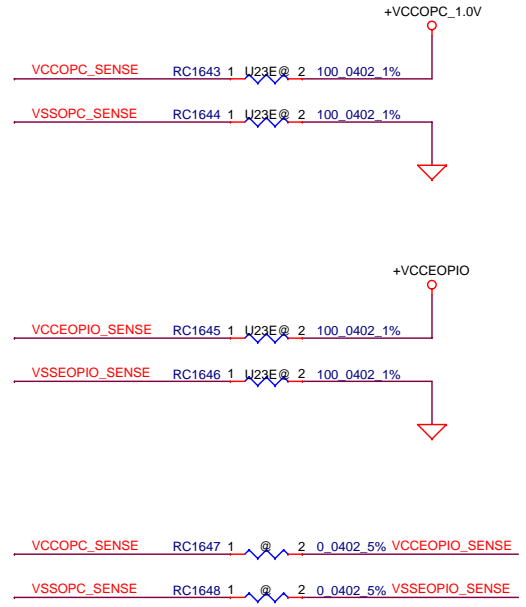 +VCCOPC_1.0V
VCCOPC_SENSE RC1643 1 U23E@ 2 100_0402_1%
VSSOPC_SENSE RC1644 1 U23E@ 2 100_0402_1%
+VCCEOPIO
VCCEOPIO_SENSE RC1645 1 U23E@ 2 100_0402_1%
VSSEOPIO_SENSE RC1646 1 U23E@ 2 100_0402_1%
VCCOPC_SENSE RC1647 1 @ 2 0_0402_5% VCCEOPIO_SENSE
VSSOPC_SENSE RC1648 1 @ 2 0_0402_5% VSSEOPIO_SENSE